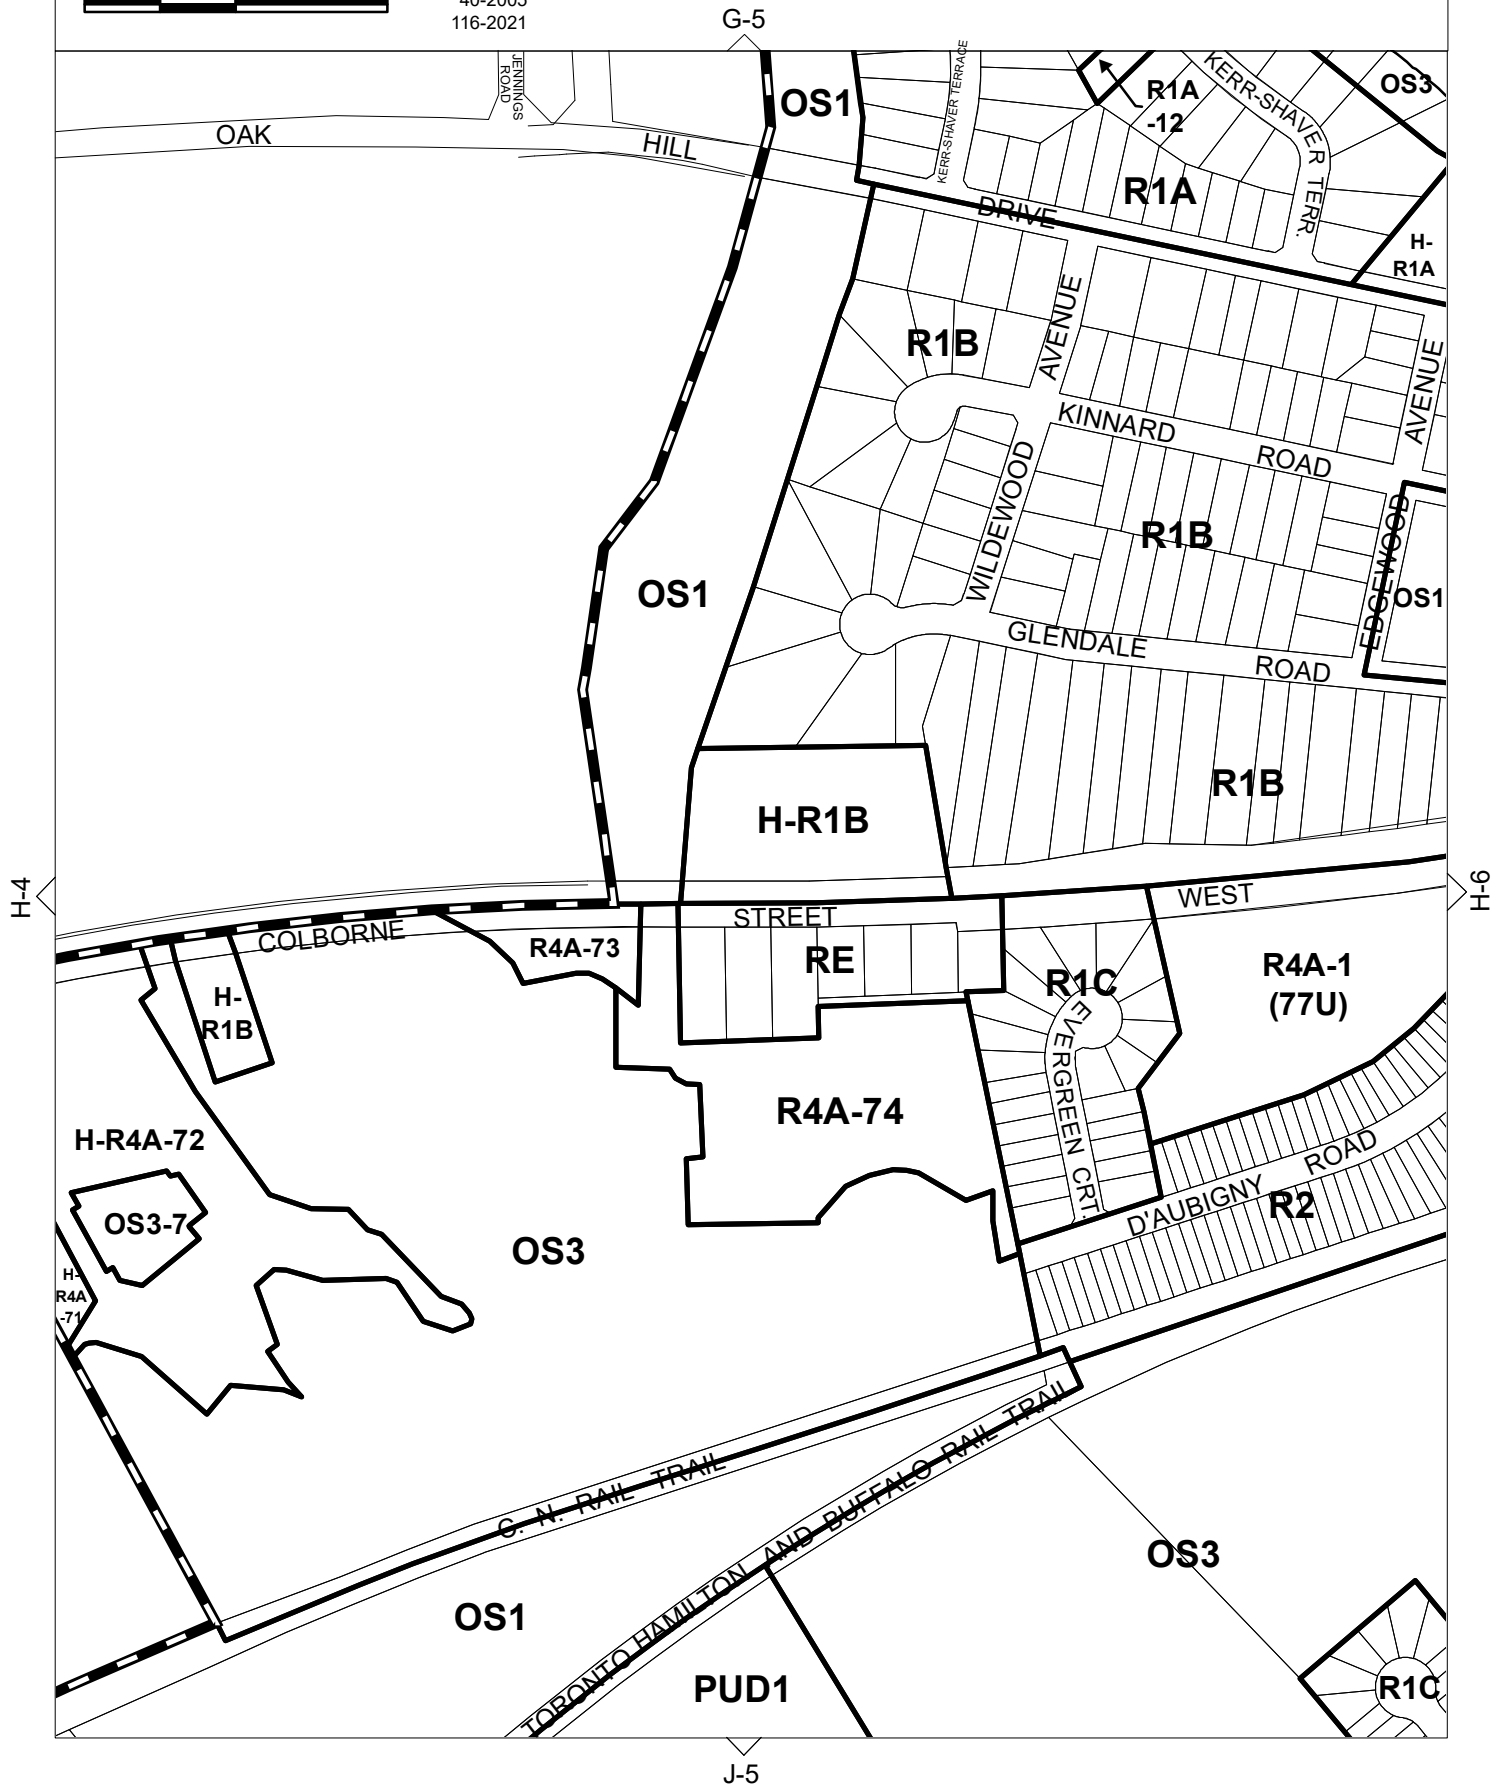 40-2005
116-2021
G-5
JENNINGS
ROAD
OAK
HILL
DRIVE
OS1
KERR-SHAVER TERRACE
R1A
-12
KERR-SHAVER TERR.
OS3
R1A
H-
R1A
R1B
AVENUE
AVENUE
KINNARD
ROAD
WILDEWOOD
R1B
EDGEWOOD
OS1
OS1
GLENDALE
ROAD
R1B
H-R1B
H-4
H-6
COLBORNE
STREET
WEST
R4A-73
RE
R1C
R4A-1
(77U)
H-
R1B
EVERGREEN CRT.
R4A-74
H-R4A-72
D'AUBIGNY
ROAD
R2
OS3-7
OS3
H-
R4A
-71
C. N. RAIL TRAIL
TORONTO HAMILTON AND BUFFALO RAIL TRAIL
OS3
OS1
PUD1
R1C
J-5